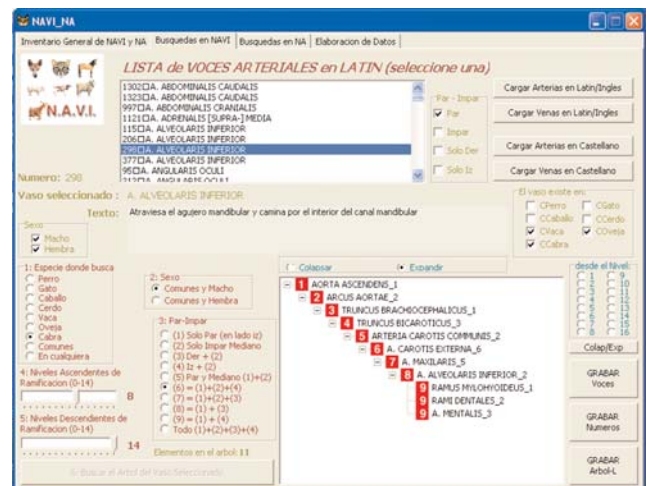 NAVI_NA
Inventario General de NAVI y NA
Busquedas en NAVI
Busquedas en NA
Elaboracion de Datos
N.A.V.I.
LISTA de VOCES ARTERIALES en LATIN (seleccione una)
1302□A. ABDOMINALIS CAUDALIS
1323□A. ABDOMINALIS CAUDALIS
997□A. ABDOMINALIS CRANIALIS
1121□A. ADRENALIS [SUPRA-] MEDIA
115□A. ALVEOLARIS INFERIOR
206□A. ALVEOLARIS INFERIOR
298□A. ALVEOLARIS INFERIOR
377□A. ALVEOLARIS INFERIOR
95□A. ANGULARIS OCULI
A. ANGULARIS OCULI
Par - Impar
Par
Impar
Solo Der
Solo Iz
Cargar Arterias en Latin/Ingles
Cargar Venas en Latin/Ingles
Cargar Arterias en Castellano
Cargar Venas en Castellano
Numero: 298
Vaso seleccionado : A. ALVEOLARIS INFERIOR
Texto: Atraviesa el agujero mandibular y camina por el interior del canal mandibular
Sexo
Macho
Hembra
El vaso existe en:
CPerro
CGato
CCaballo
CCerdo
CVaca
COveja
CCabra
1: Especie donde busca
Perro
Gato
Caballo
Cerdo
Vaca
Oveja
Cabra
Comunes
En cualquiera
4: Niveles Ascendentes de
Ramificacion (0-14)
8
5: Niveles Descendentes de
Ramificacion (0-14)
14
2: Sexo
Comunes y Macho
Comunes y Hembra
3: Par-Impar
(1) Solo Par (en lado iz)
(2) Solo Impar Mediano
(3) Der + (2)
(4) Iz + (2)
(5) Par y Mediano (1)+(2)
(6) = (1)+(2)+(4)
(7) = (1)+(2)+(3)
(8) = (1) + (3)
(9) = (1) + (4)
Todo (1)+(2)+(3)+(4)
Elementos en el arbol: 11
6: Buscar el Arbol del Vaso Seleccionado
Colapsar
Expandir
1 AORTA ASCENDENS_1
2 ARCUS AORTAE_2
3 TRUNCUS BRACHIOCEPHALICUS_1
4 TRUNCUS BICAROTICUS_3
5 ARTERIA CAROTIS COMMUNIS_2
6 A. CAROTIS EXTERNA_6
7 A. MAXILARIS_5
8 A. ALVEOLARIS INFERIOR_2
9 RAMUS MYLOHYOIDEUS_1
9 RAMI DENTALES_2
9 A. MENTALIS_3
desde el Nivel:
1 9
2 10
3 11
4 12
5 13
6 14
7 15
8 16
Colap/Exp
GRABAR
Voces
GRABAR
Numeros
GRABAR
Arbol-L